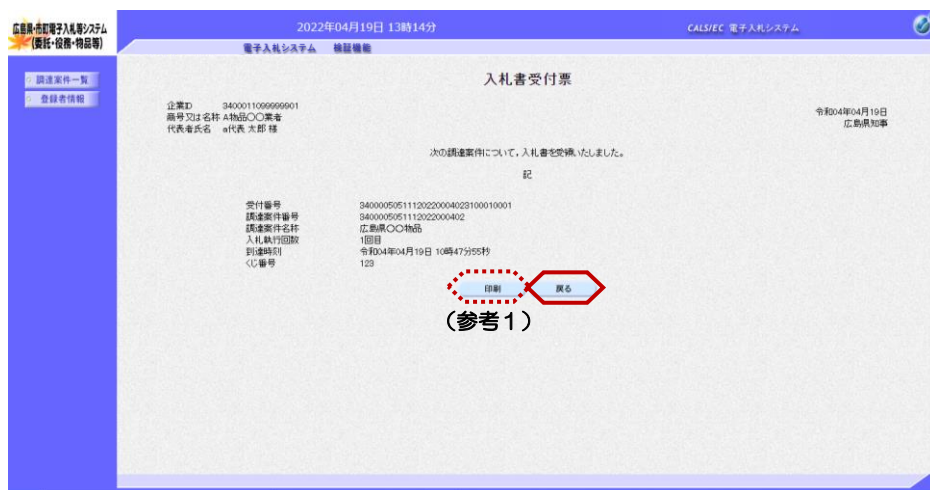 広島県・市町電子入札等システム
(委託・役務・物品等)
2022年04月19日 13時14分
CALS/EC 電子入札システム
電子入札システム 検証機能
調達案件一覧
登録者情報
入札書受付票
企業ID 3400011099999901
商号又は名称 A物品〇〇業者
代表者氏名 a代表 太郎 様
令和04年04月19日
広島県知事
次の調達案件について,入札書を受領いたしました。
記
受付番号 34000050511120220004023100010001
調達案件番号 3400005051112022000402
調達案件名称 広島県〇〇物品
入札執行回数 1回目
到達時刻 令和04年04月19日 10時47分55秒
くじ番号 123
印刷 戻る
(参考1)